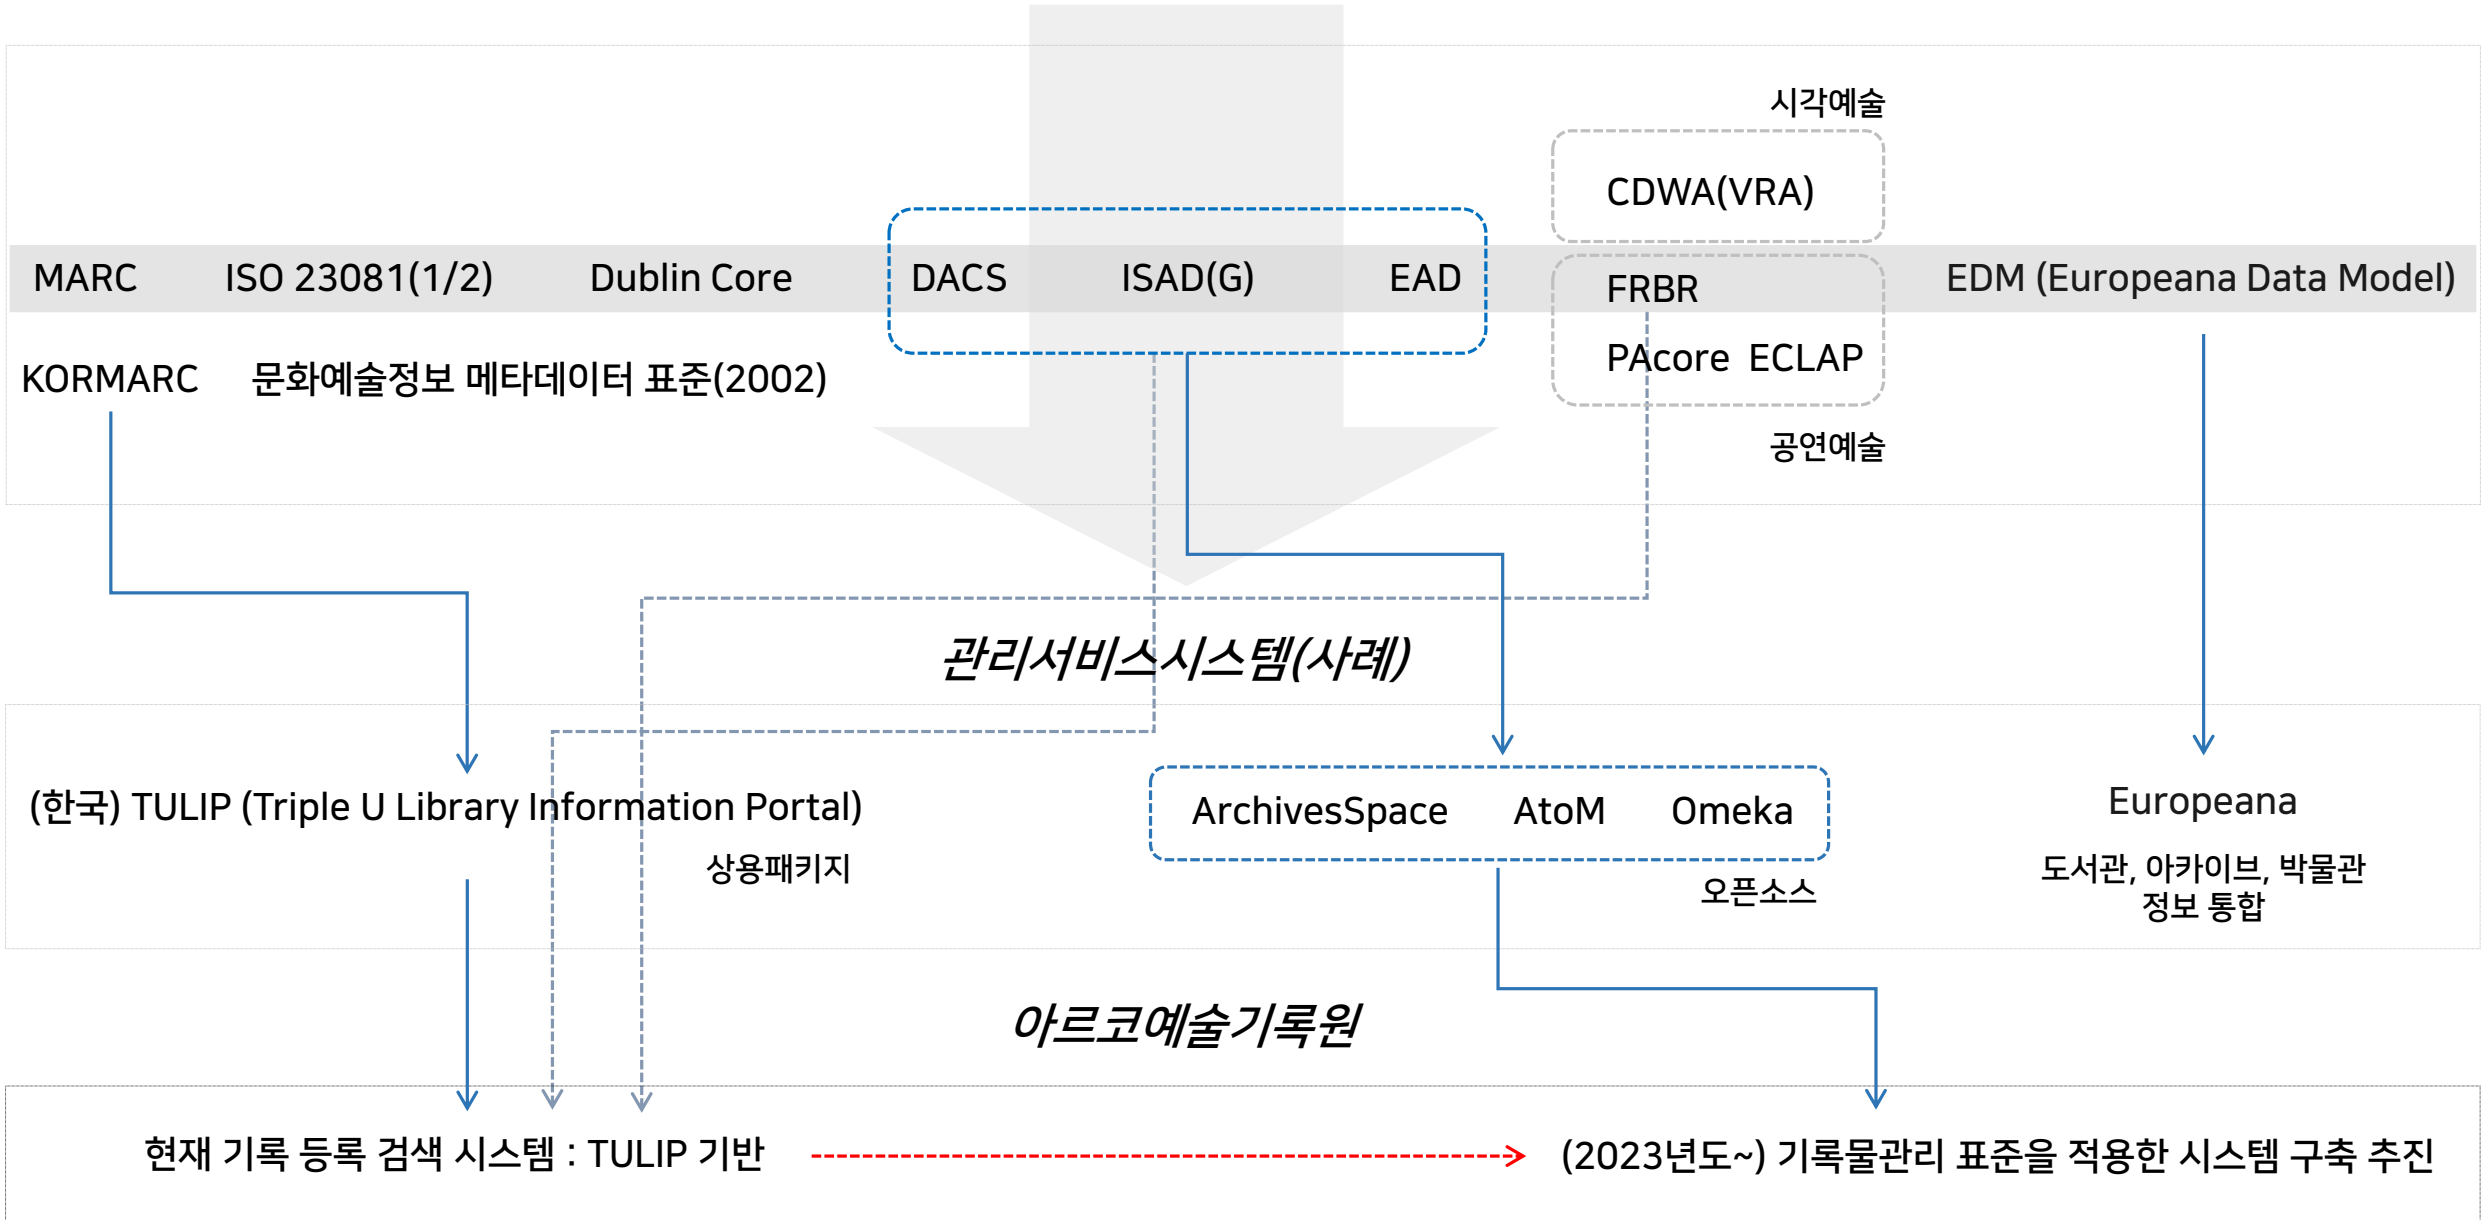 시각예술
CDWA(VRA)
MARC ISO 23081(1/2) Dublin Core DACS ISAD(G) EAD FRBR EDM (Europeana Data Model)
PAcore ECLAP
KORMARC 문화예술정보 메타데이터 표준(2002)
공연예술
관리서비스시스템(사례)
(한국) TULIP (Triple U Library Information Portal) ArchivesSpace AtoM Omeka Europeana
상용패키지 오픈소스 도서관, 아카이브, 박물관
정보 통합
아르코예술기록원
현재 기록 등록 검색 시스템 : TULIP 기반 (2023년도~) 기록물관리 표준을 적용한 시스템 구축 추진